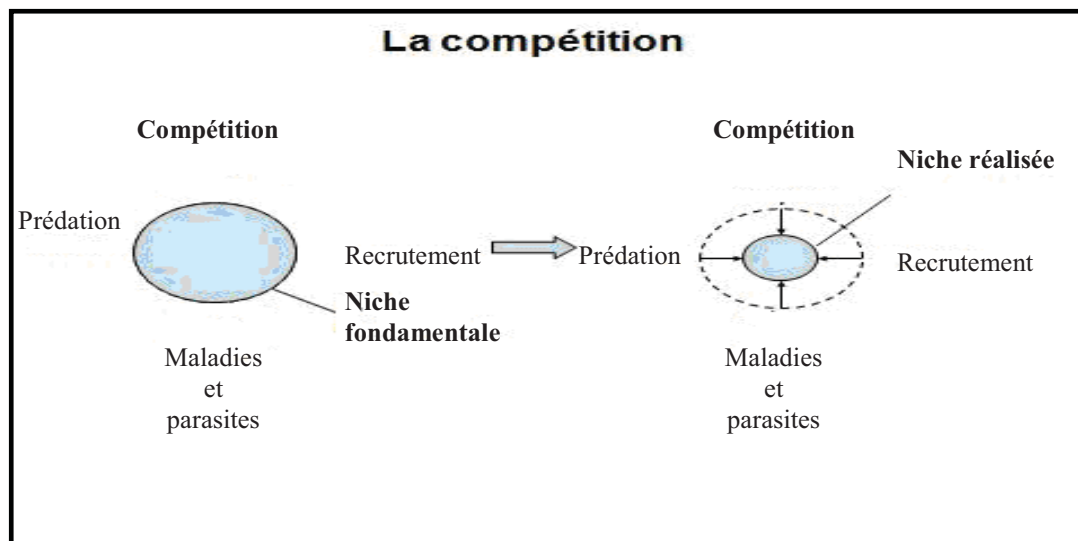 La compétition
Compétition
Prédation
Recrutement
Niche
fondamentale
Maladies
et
parasites
Compétition
Niche réalisée
Prédation
Recrutement
Maladies
et
parasites